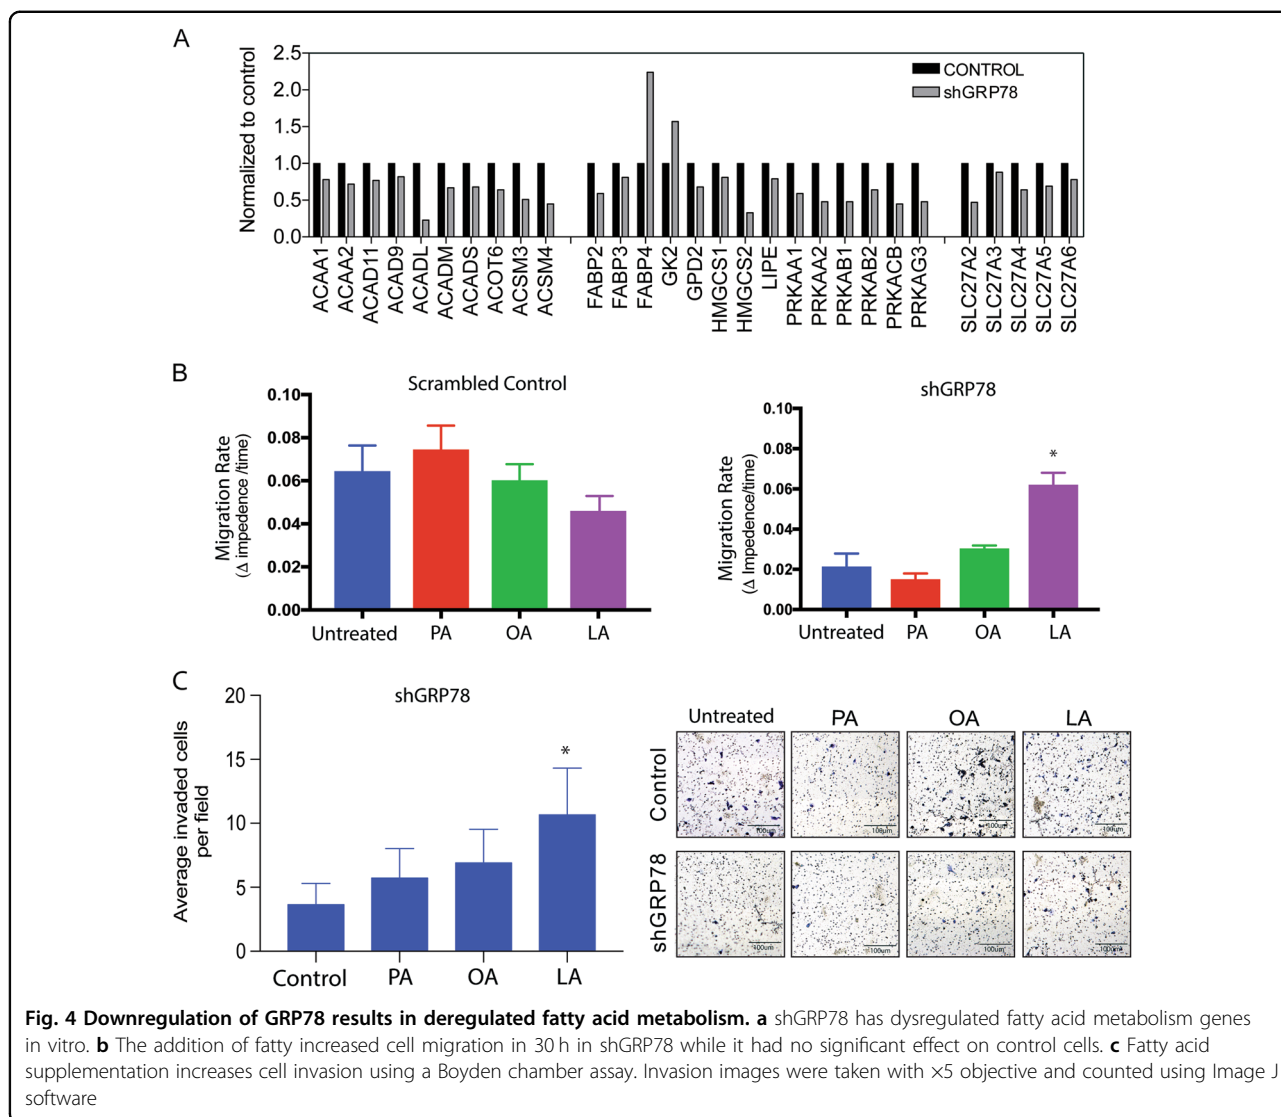 A
Normalized to control
2.5
2.0
1.5
1.0
0.5
0.0
CONTROL
shGRP78
ACAA1
ACAA2
ACAD11
ACAD9
ACADL
ACADM
ACADS
ACOT6
ACSM3
ACSM4
FABP2
FABP3
FABP4
GK2
GPD2
HMGCS1
HMGCS2
LIPE
PRKAA1
PRKAA2
PRKAB1
PRKAB2
PRKACB
PRKAG3
SLC27A2
SLC27A3
SLC27A4
SLC27A5
SLC27A6
B
Scrambled Control
Migration Rate
(Δ impedence /time)
0.10
0.08
0.06
0.04
0.02
0.00
Untreated PA OA LA
shGRP78
Migration Rate
(Δ Impedence/time)
0.10
0.08
0.06
0.04
0.02
0.00
*
Untreated PA OA LA
C
shGRP78
Average invaded cells
per field
20
15
10
5
0
*
Control PA OA LA
Untreated PA OA LA
Control
100um 100um 100um 100um
shGRP78
100um 100um 100um 1000um
Fig. 4 Downregulation of GRP78 results in deregulated fatty acid metabolism. a shGRP78 has dysregulated fatty acid metabolism genes
in vitro. b The addition of fatty increased cell migration in 30 h in shGRP78 while it had no significant effect on control cells. c Fatty acid
supplementation increases cell invasion using a Boyden chamber assay. Invasion images were taken with ×5 objective and counted using Image J
software